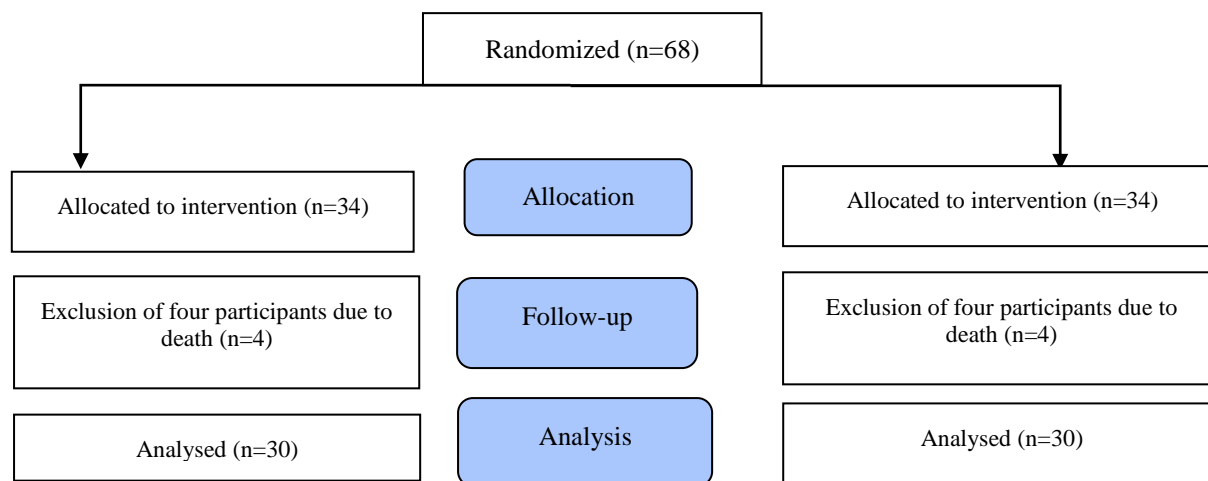 Randomized (n=68)
Allocated to intervention (n=34)
Allocation
Allocated to intervention (n=34)
Exclusion of four participants due to
death (n=4)
Follow-up
Exclusion of four participants due to
death (n=4)
Analysed (n=30)
Analysis
Analysed (n=30)